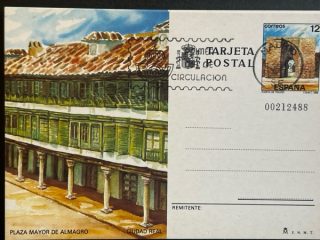 TARJETA
POSTAL
CIRCULACION
CORREOS
12
ESPAÑA
00212488
REMITENTE:
PLAZA MAYOR DE ALMAGRO
CIUDAD REAL
F. N. M. T.